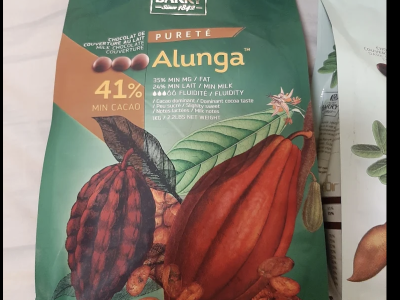 BARRY
Since 1842
PURETÉ
CHOCOLAT DE
COUVERTURE AU LAIT
MILK CHOCOLATE
COUVERTURE
Alunga™
41%
MIN CACAO
35% MIN MG / FAT
24% MIN LAIT / MIN MILK
FLUIDITÉ / FLUIDITY
/ Cacao dominant / Dominant cocoa taste
/ Peu sucré / Slightly sweet
/ Notes lactées / Milk notes